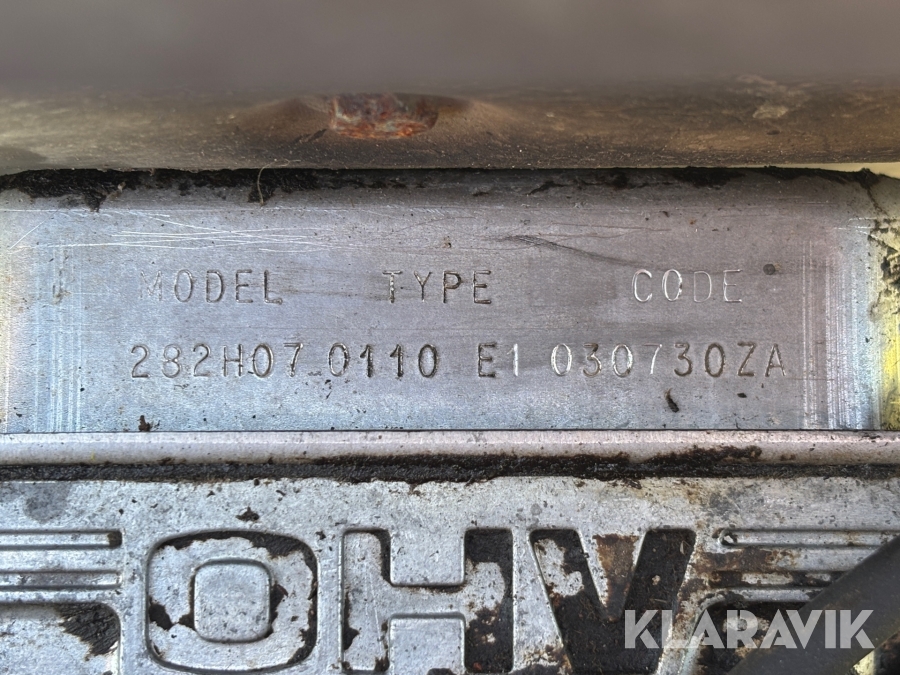 MODEL TYPE CODE
282H07 0110 E1 030730ZA
OHV
KLARAVIK